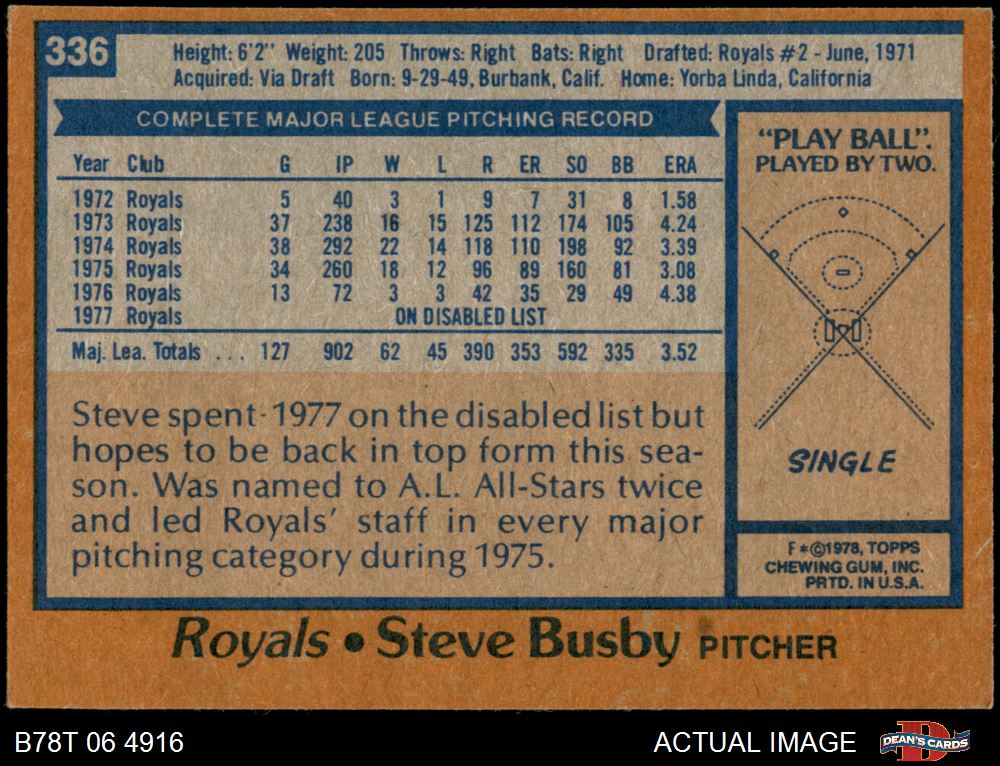 336
Height: 6'2" Weight: 205 Throws: Right Bats: Right Drafted: Royals #2 - June, 1971
Acquired: Via Draft Born: 9-29-49, Burbank, Calif. Home: Yorba Linda, California
COMPLETE MAJOR LEAGUE PITCHING RECORD
Year Club G IP W L R ER SO BB ERA
1972 Royals 5 40 3 1 9 7 31 8 1.58
1973 Royals 37 238 16 15 125 112 174 105 4.24
1974 Royals 38 292 22 14 118 110 198 92 3.39
1975 Royals 34 260 18 12 96 89 160 81 3.08
1976 Royals 13 72 3 3 42 35 29 49 4.38
1977 Royals ON DISABLED LIST
Maj. Lea. Totals ... 127 902 62 45 390 353 592 335 3.52
Steve spent 1977 on the disabled list but
hopes to be back in top form this sea-
son. Was named to A.L. All-Stars twice
and led Royals' staff in every major
pitching category during 1975.
"PLAY BALL".
PLAYED BY TWO.
SINGLE
F*©1978, TOPPS
CHEWING GUM, INC.
PRTD. IN U.S.A.
Royals • Steve Busby PITCHER
B78T 06 4916
ACTUAL IMAGE
DEAN'S CARDS